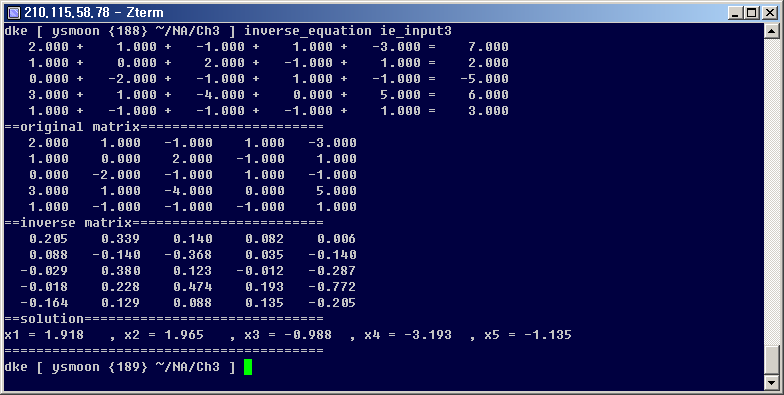 210,115,58,78 - Zterm
dke [ ysmoon {188} ~/NA/Ch3 ] inverse_equation ie_input3
2.000 + 1.000 + -1.000 + 1.000 + -3.000 = 7.000
1.000 + 0.000 + 2.000 + -1.000 + 1.000 = 2.000
0.000 + -2.000 + -1.000 + 1.000 + -1.000 = -5.000
3.000 + 1.000 + -4.000 + 0.000 + 5.000 = 6.000
1.000 + -1.000 + -1.000 + -1.000 + 1.000 = 3.000
==original matrix=======================
2.000 1.000 -1.000 1.000 -3.000
1.000 0.000 2.000 -1.000 1.000
0.000 -2.000 -1.000 1.000 -1.000
3.000 1.000 -4.000 0.000 5.000
1.000 -1.000 -1.000 -1.000 1.000
==inverse matrix========================
0.205 0.339 0.140 0.082 0.006
0.088 -0.140 -0.368 0.035 -0.140
-0.029 0.380 0.123 -0.012 -0.287
-0.018 0.228 0.474 0.193 -0.772
-0.164 0.129 0.088 0.135 -0.205
==solution==============================
x1 = 1.918 , x2 = 1.965 , x3 = -0.988 , x4 = -3.193 , x5 = -1.135
========================================
dke [ ysmoon {189} ~/NA/Ch3 ]